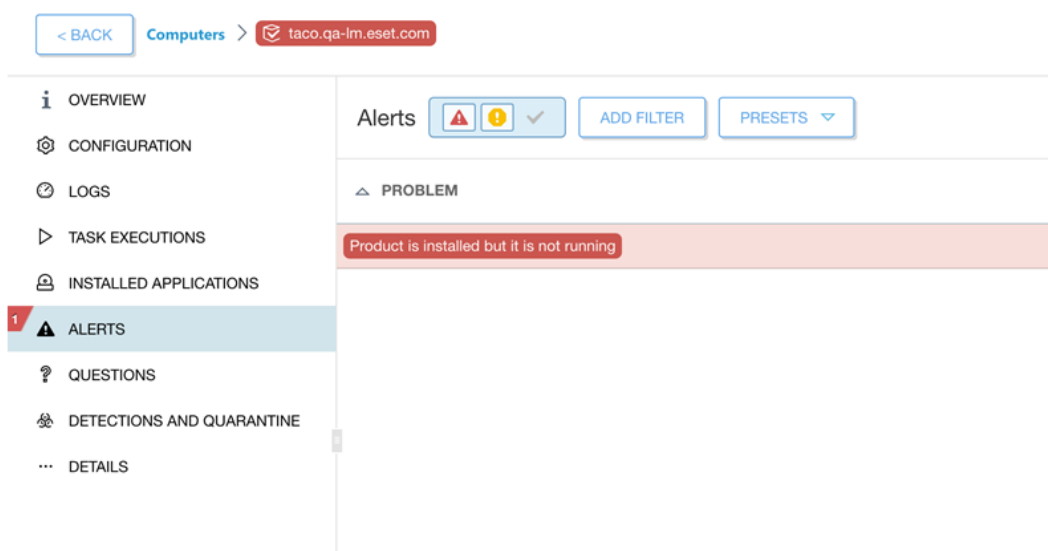 < BACK Computers > taco.qa-lm.eset.com
OVERVIEW
CONFIGURATION
LOGS
TASK EXECUTIONS
INSTALLED APPLICATIONS
1 ALERTS
QUESTIONS
DETECTIONS AND QUARANTINE
DETAILS
Alerts ADD FILTER PRESETS
PROBLEM
Product is installed but it is not running